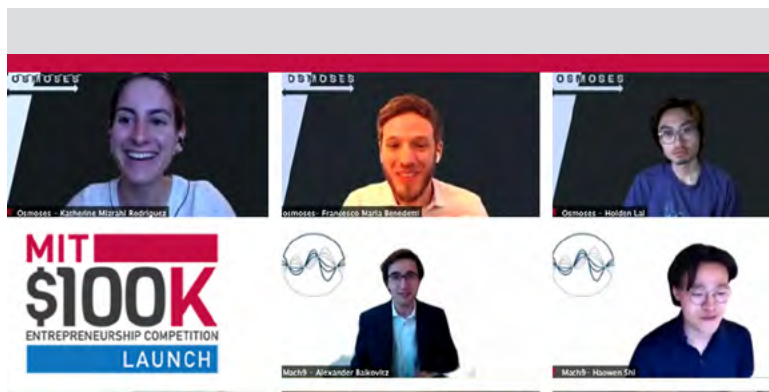 OSMOSES
OSMOSES
OSMOSES
Osmoses - Katherine Mizrahi Rodriguez
osmoses- Francesco Maria Benedetti
Osmoses - Holden Lai
MIT
$100K
ENTREPRENEURSHIP COMPETITION
LAUNCH
Mach9 - Alexander Baikovitz
Mach9 - Haowen Shi